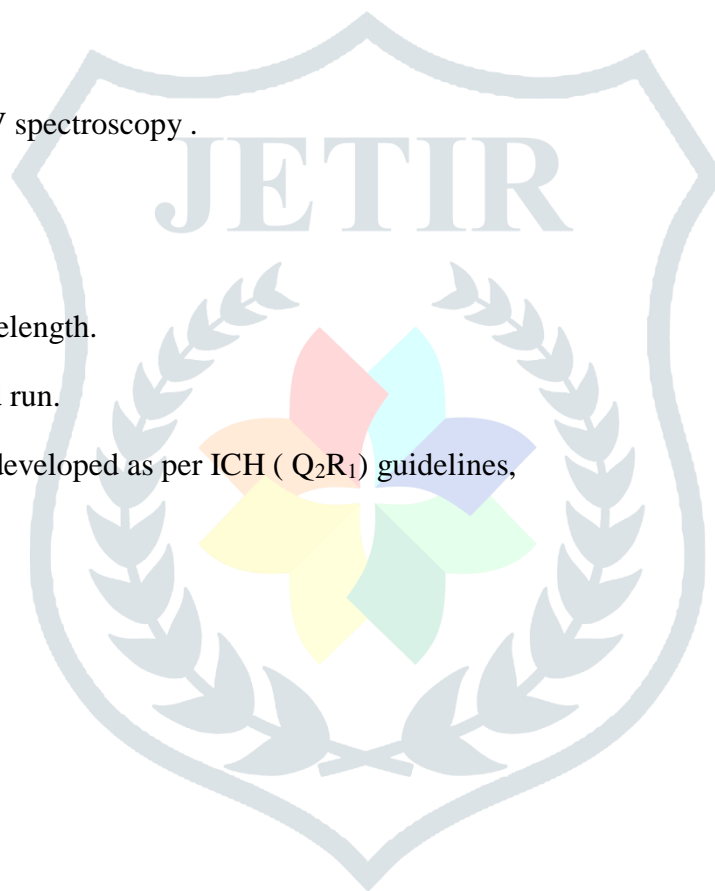 spectroscopy .
JETIR
elength.
run.
developed as per ICH ( Q₂R₁) guidelines,